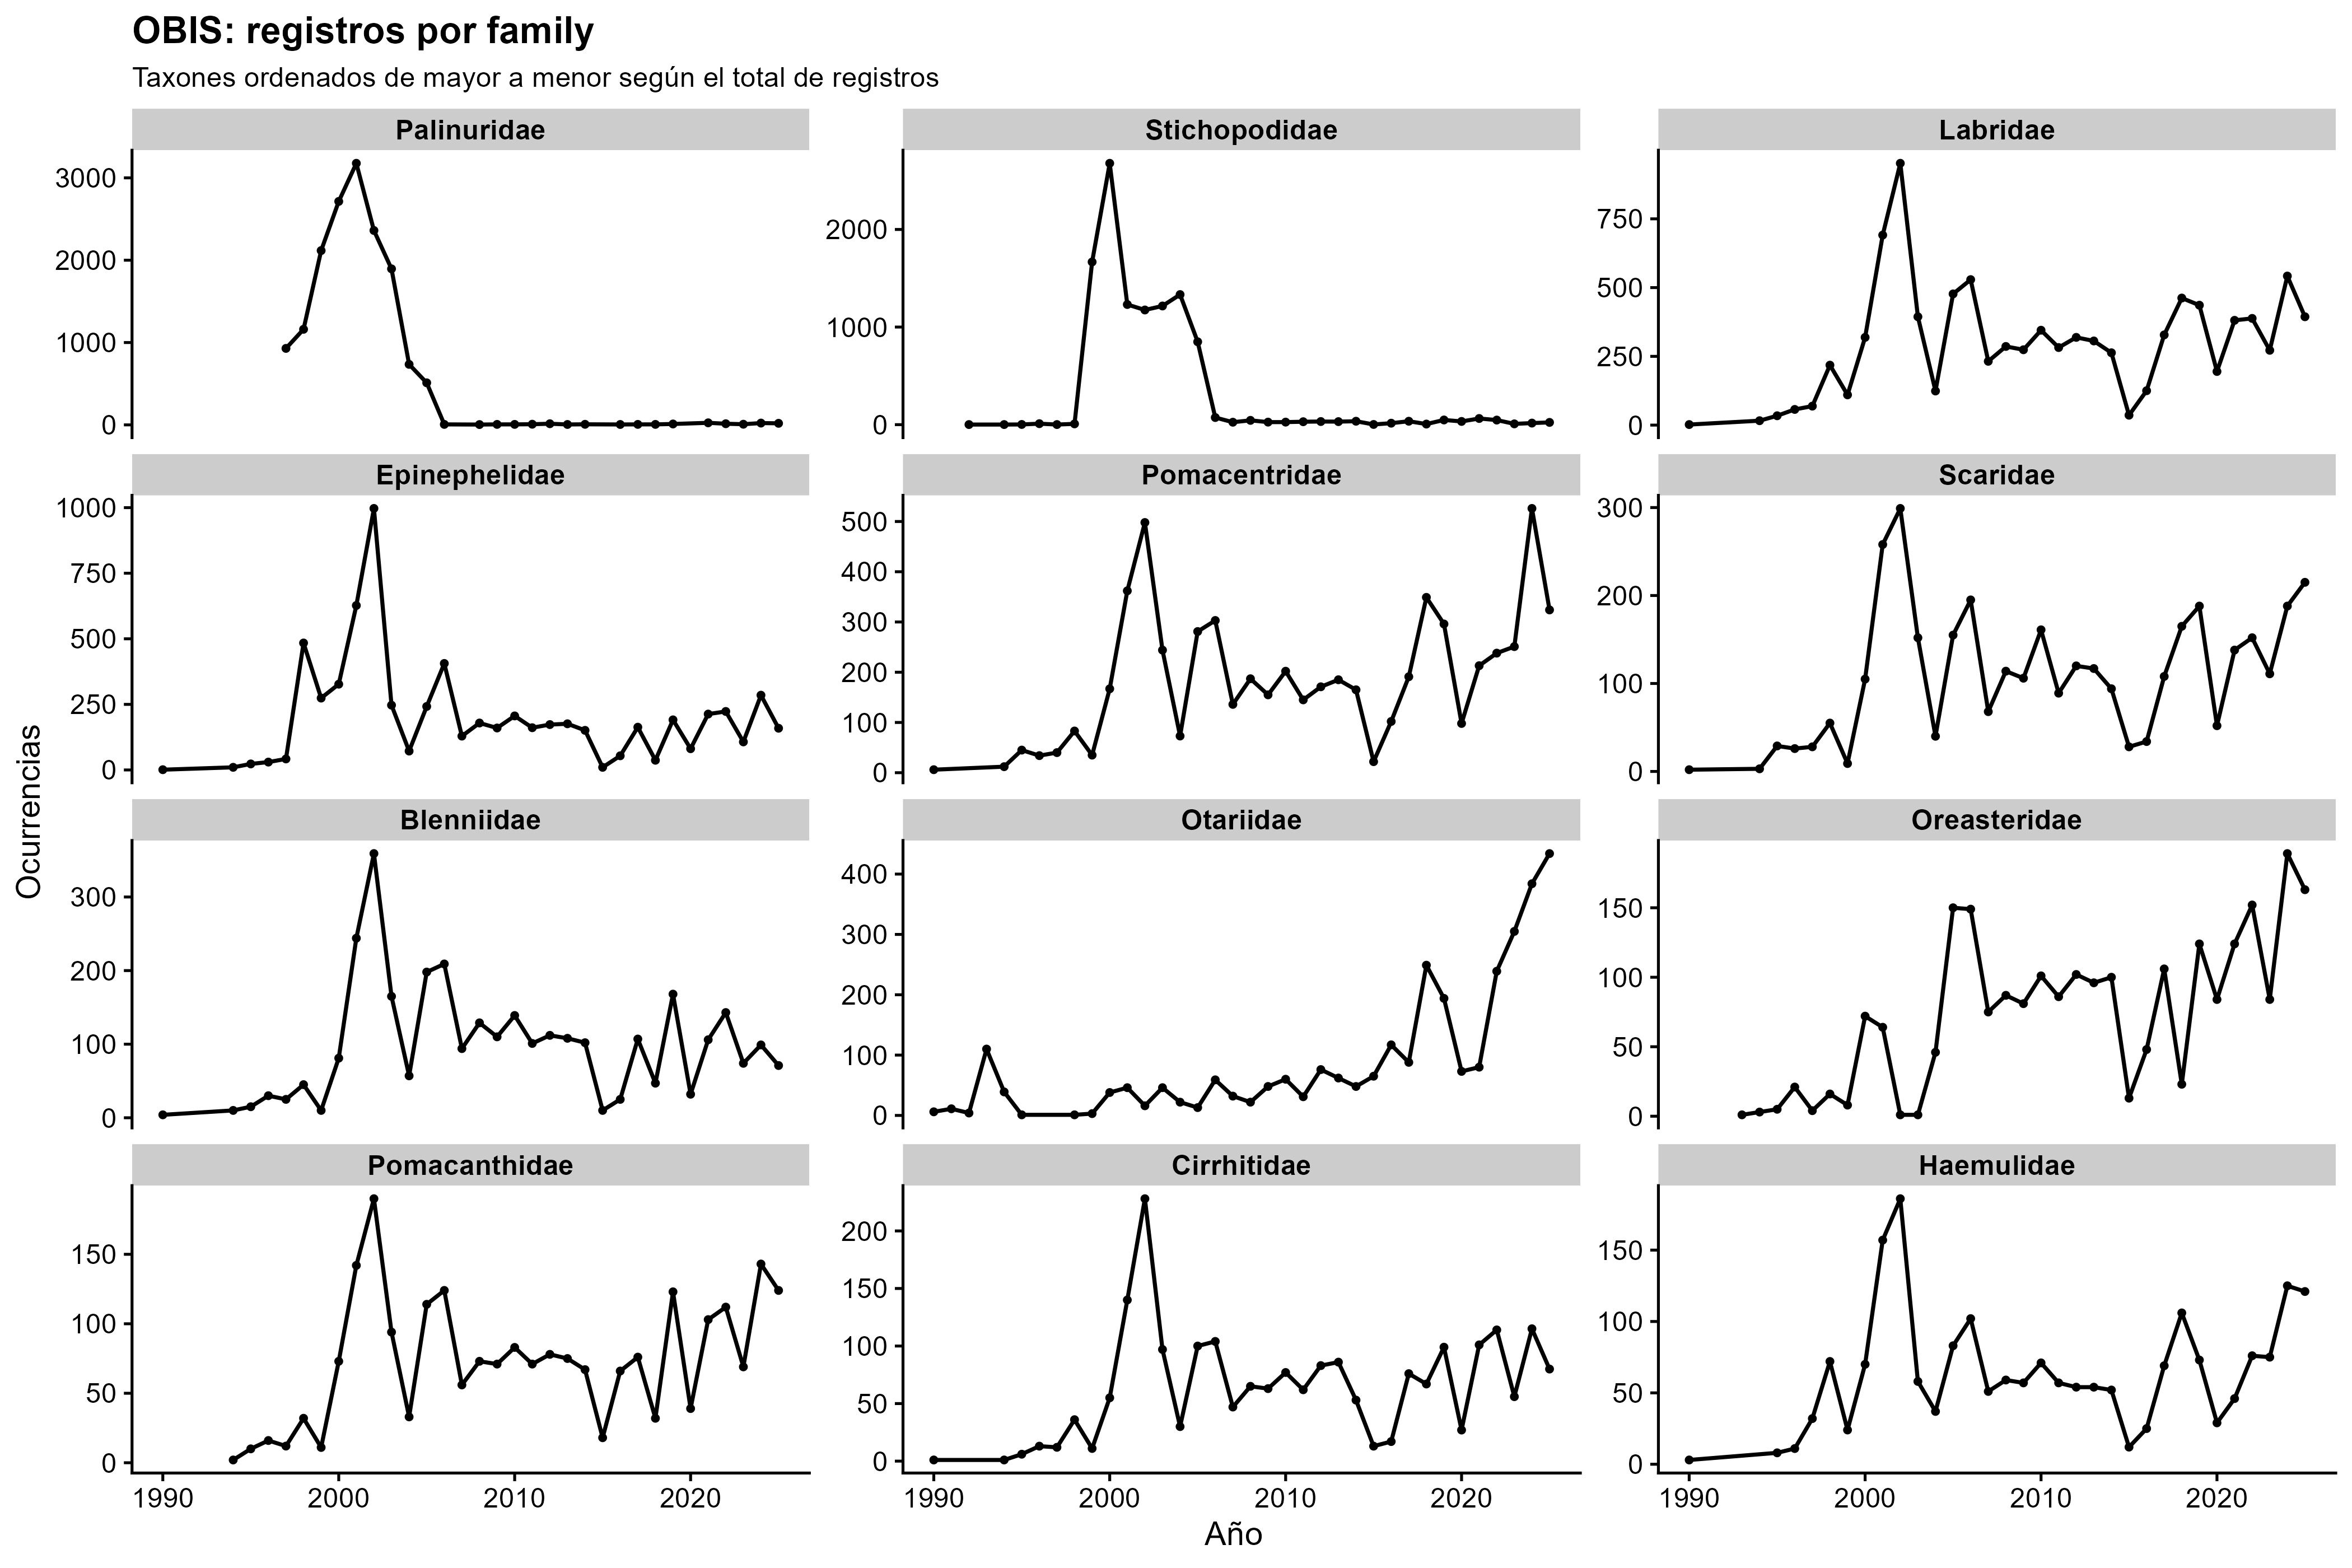 OBIS: registros por family
Taxones ordenados de mayor a menor según el total de registros
Palinuridae
Stichopodidae
Labridae
3000
2000
1000
0
2000
1000
0
750
500
250
0
Epinephelidae
Pomacentridae
Scaridae
1000
750
500
250
0
500
400
300
200
100
0
300
200
100
0
Ocurrencias
Blenniidae
Otariidae
Oreasteridae
300
200
100
0
400
300
200
100
0
150
100
50
0
Pomacanthidae
Cirrhitidae
Haemulidae
150
100
50
0
200
150
100
50
0
150
100
50
0
1990 2000 2010 2020
1990 2000 2010 2020
1990 2000 2010 2020
Año